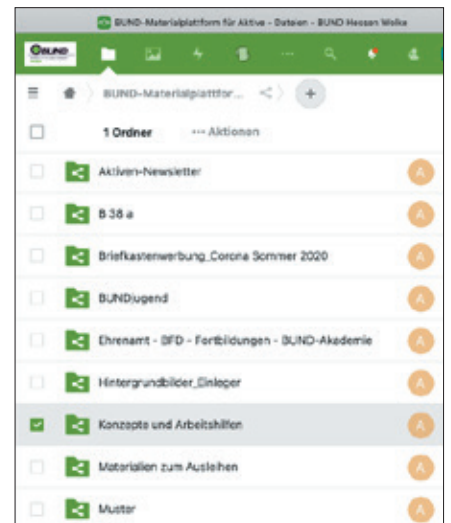 BUND-Materialplattform für Aktive - Dateien - BUND Hessen Wolke
BUND
BUND-Materialplattfor...
1 Ordner ··· Aktionen
Aktiven-Newsletter A
B 38 a A
Briefkastenwerbung_Corona Sommer 2020 A
BUNDjugend A
Ehrenamt - BFD - Fortbildungen - BUND-Akademie A
Hintergrundbilder_Einleger A
Konzepte und Arbeitshilfen A
Materialien zum Ausleihen A
Muster A